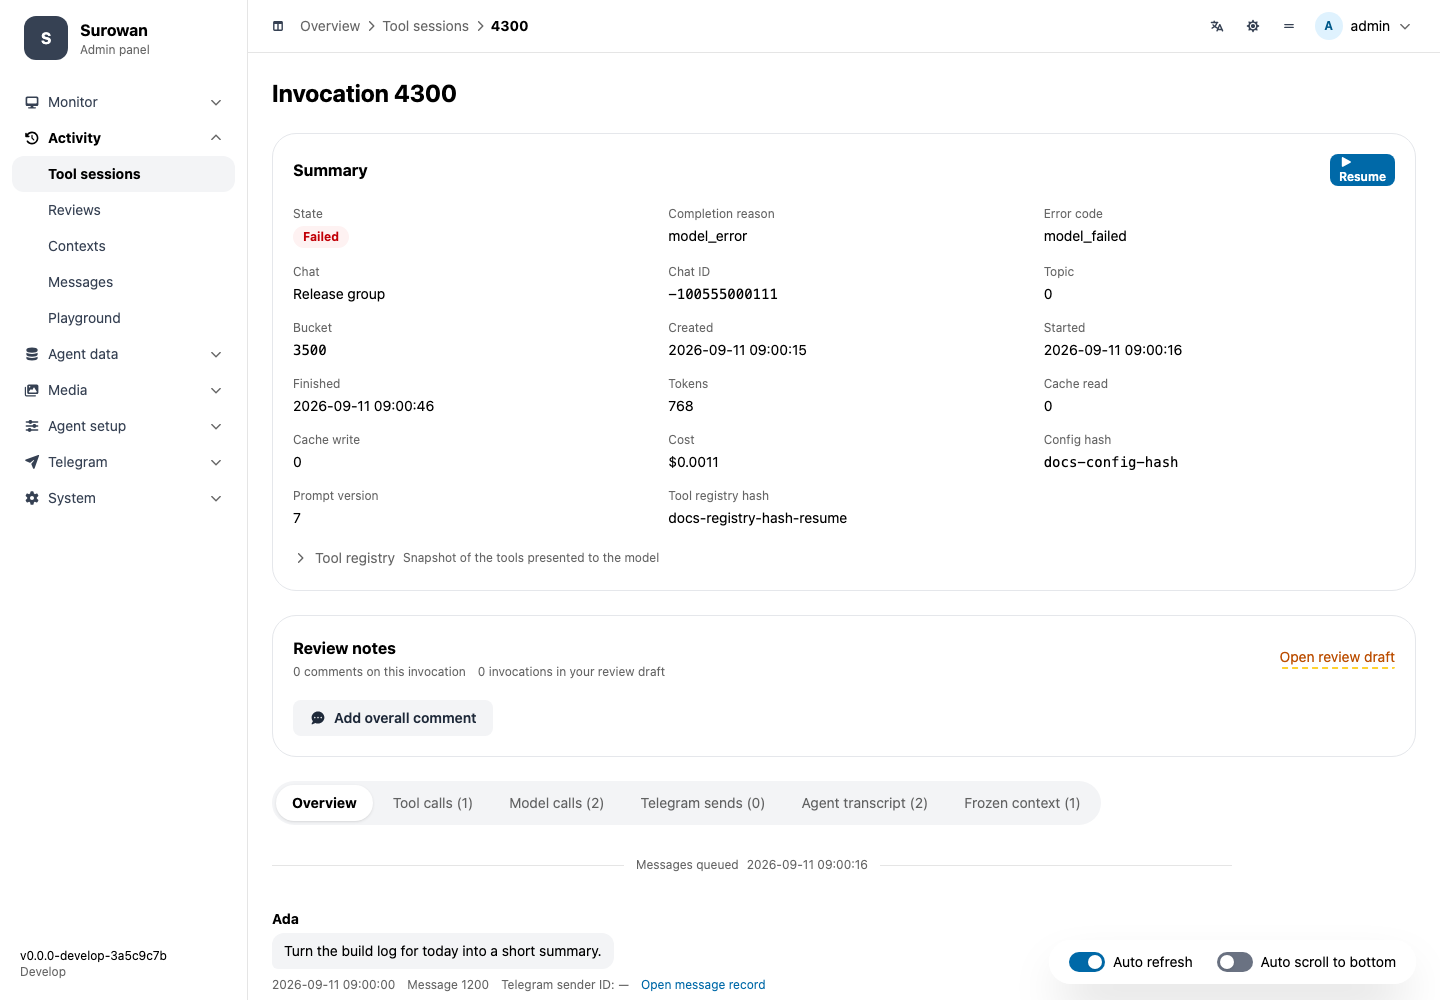 S
Surowan
Admin panel
Monitor
Activity
Tool sessions
Reviews
Contexts
Messages
Playground
Agent data
Media
Agent setup
Telegram
System
v0.0.0-develop-3a5c9c7b
Develop
Overview > Tool sessions > 4300
A admin
Invocation 4300
Summary
Resume
State Completion reason Error code
Failed model_error model_failed
Chat Chat ID Topic
Release group -100555000111 0
Bucket Created Started
3500 2026-09-11 09:00:15 2026-09-11 09:00:16
Finished Tokens Cache read
2026-09-11 09:00:46 768 0
Cache write Cost Config hash
0 $0.0011 docs-config-hash
Prompt version Tool registry hash
7 docs-registry-hash-resume
Tool registry Snapshot of the tools presented to the model
Review notes
0 comments on this invocation 0 invocations in your review draft
Open review draft
Add overall comment
Overview Tool calls (1) Model calls (2) Telegram sends (0) Agent transcript (2) Frozen context (1)
Messages queued 2026-09-11 09:00:16
Ada
Turn the build log for today into a short summary.
2026-09-11 09:00:00 Message 1200 Telegram sender ID: — Open message record
Auto refresh Auto scroll to bottom